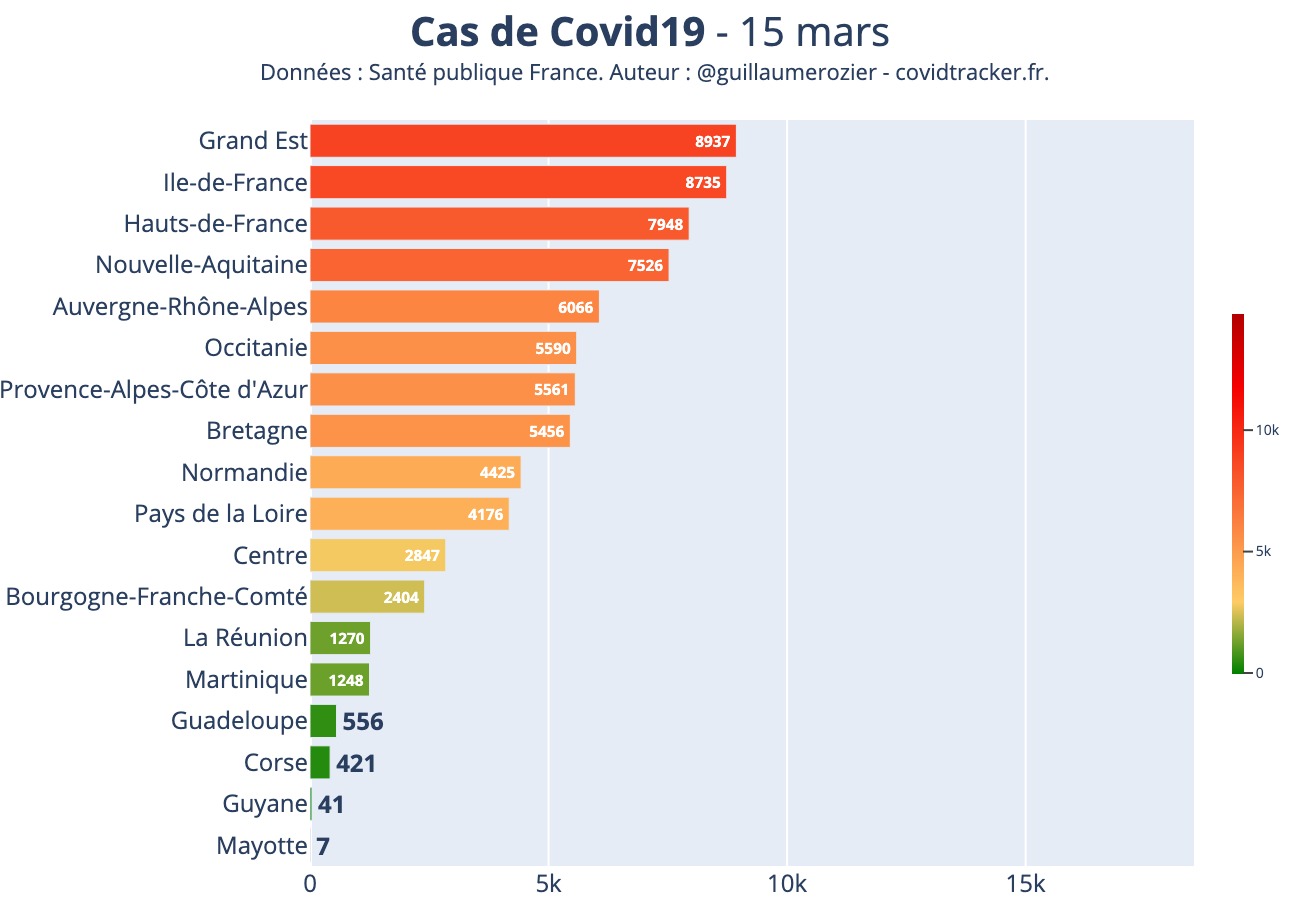 Cas de Covid19 - 15 mars
Données : Santé publique France. Auteur : @guillaumerozier - covidtracker.fr.
Grand Est 8937
Ile-de-France 8735
Hauts-de-France 7948
Nouvelle-Aquitaine 7526
Auvergne-Rhône-Alpes 6066
Occitanie 5590
Provence-Alpes-Côte d'Azur 5561
Bretagne 5456
Normandie 4425
Pays de la Loire 4176
Centre 2847
Bourgogne-Franche-Comté 2404
La Réunion 1270
Martinique 1248
Guadeloupe 556
Corse 421
Guyane 41
Mayotte 7
0 5k 10k 15k
10k
5k
0